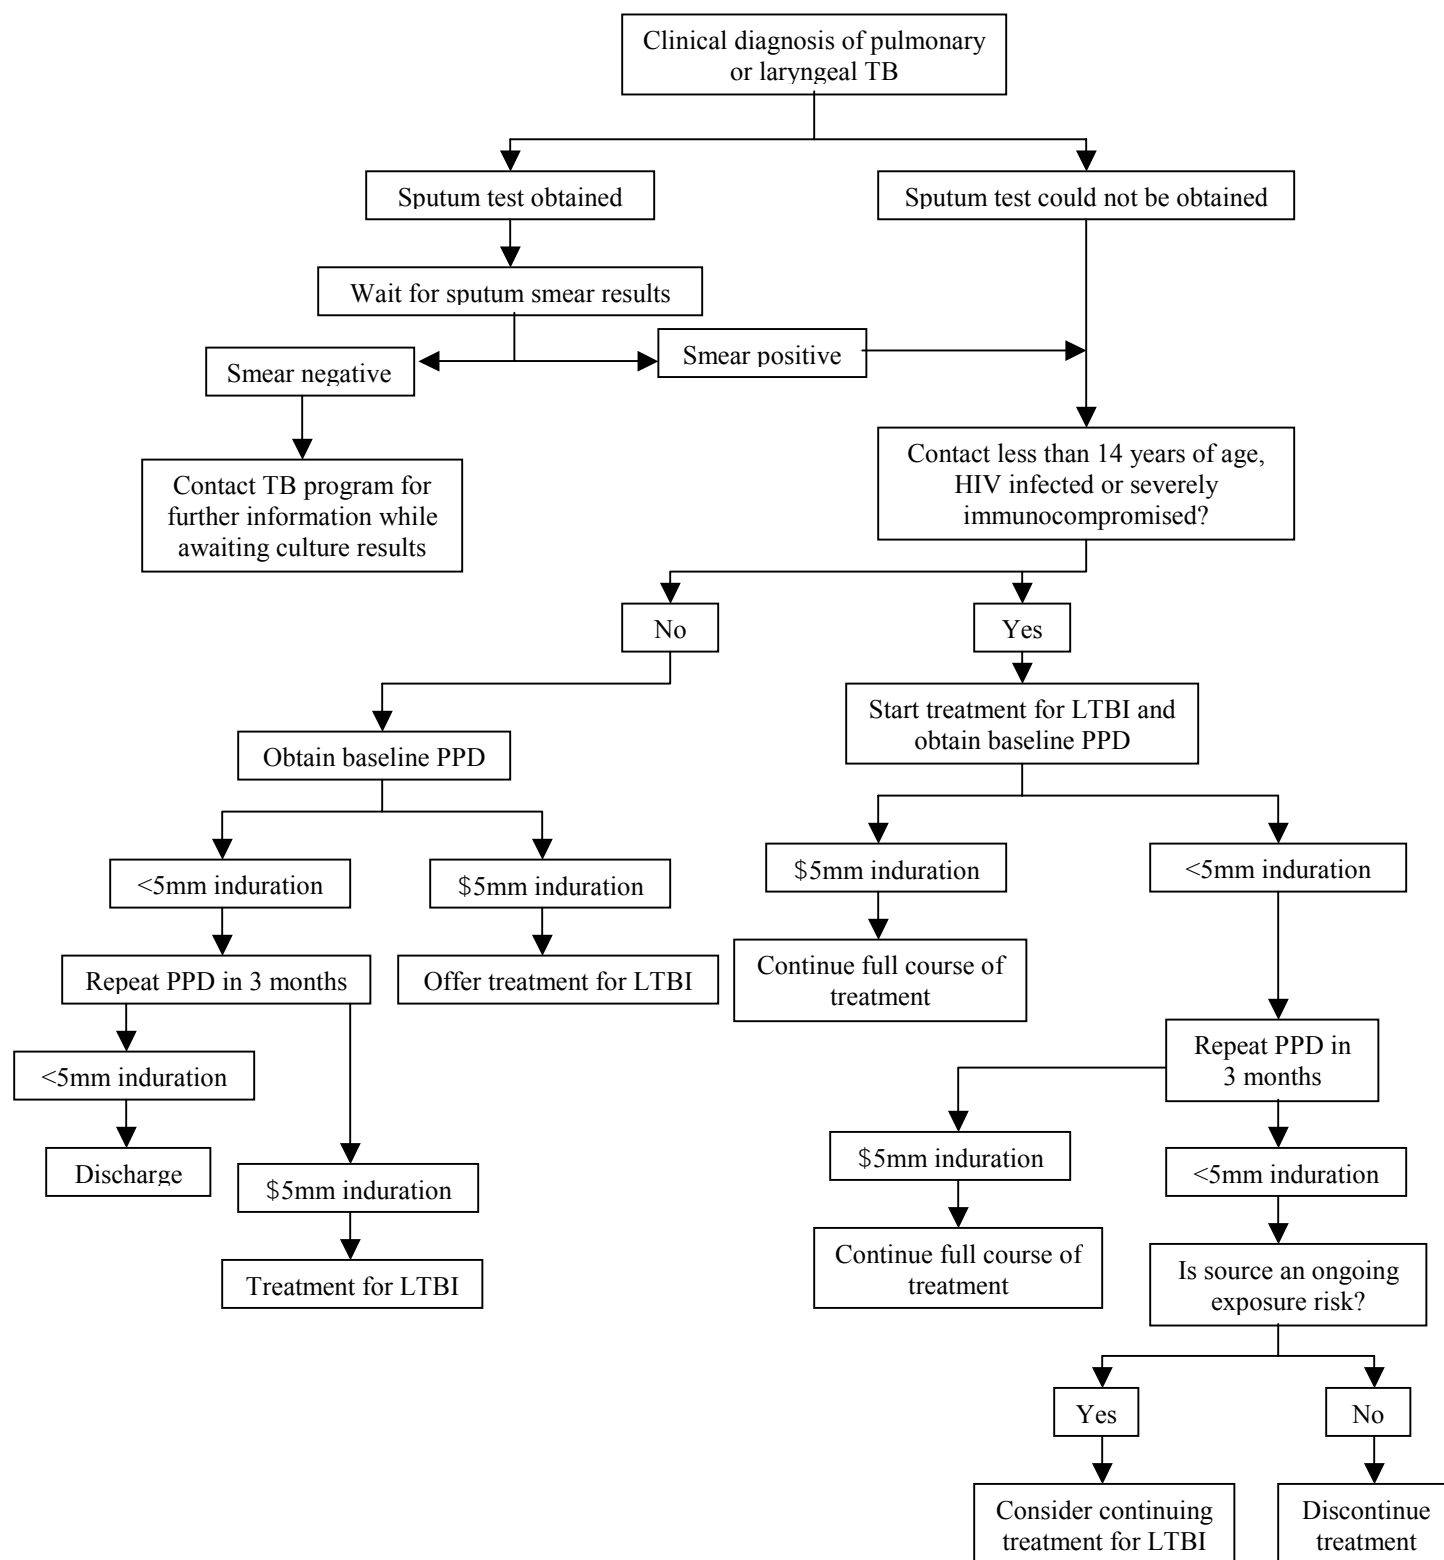 Clinical diagnosis of pulmonary
or laryngeal TB
Sputum test obtained
Sputum test could not be obtained
Wait for sputum smear results
Smear positive
Smear negative
Contact less than 14 years of age,
HIV infected or severely
immunocompromised?
Contact TB program for
further information while
awaiting culture results
No
Yes
Start treatment for LTBI and
obtain baseline PPD
Obtain baseline PPD
<5mm induration
$5mm induration
$5mm induration
<5mm induration
Repeat PPD in 3 months
Offer treatment for LTBI
Continue full course of
treatment
Repeat PPD in
3 months
<5mm induration
$5mm induration
<5mm induration
Discharge
$5mm induration
Continue full course of
treatment
Is source an ongoing
exposure risk?
Treatment for LTBI
Yes
No
Consider continuing
treatment for LTBI
Discontinue
treatment